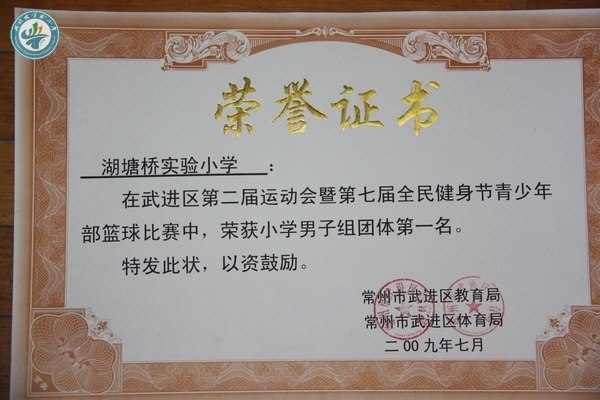 荣誉证书
湖塘桥实验小学：
在武进区第二届运动会暨第七届全民健身节青少年
部篮球比赛中，荣获小学男子组团体第一名。
特发此状，以资鼓励。
常州市武进区教育局
常州市武进区体育局
二00九年七月